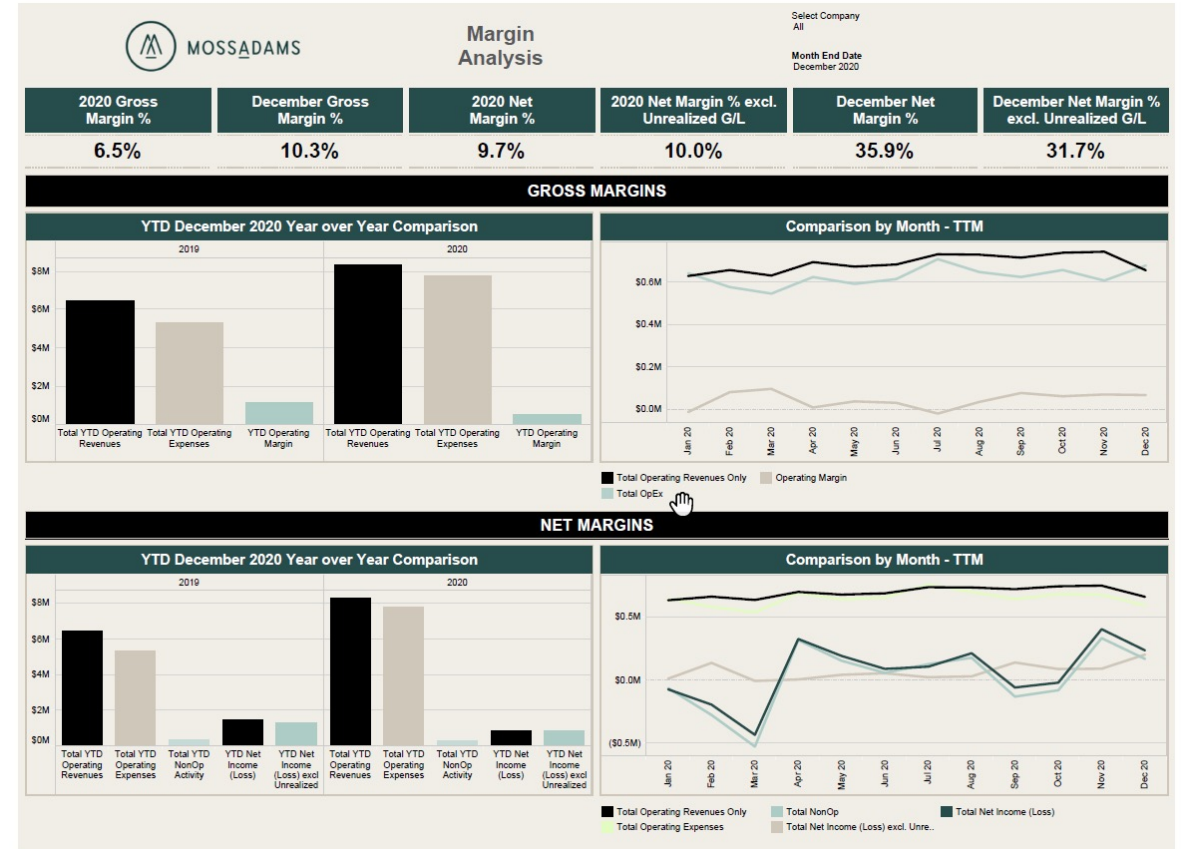 MOSSADAMS
Margin
Analysis
Select Company
All
Month End Date
December 2020
2020 Gross
Margin %
December Gross
Margin %
2020 Net
Margin %
2020 Net Margin % excl.
Unrealized G/L
December Net
Margin %
December Net Margin %
excl. Unrealized G/L
6.5%
10.3%
9.7%
10.0%
35.9%
31.7%
GROSS MARGINS
YTD December 2020 Year over Year Comparison
2019
2020
$8M
$6M
$4M
$2M
$0M
Total YTD Operating
Revenues
Total YTD Operating
Expenses
YTD Operating
Margin
Total YTD Operating
Revenues
Total YTD Operating
Expenses
YTD Operating
Margin
Comparison by Month - TTM
$0.6M
$0.4M
$0.2M
$0.0M
Jan 20
Feb 20
Mar 20
Apr 20
May 20
Jun 20
Jul 20
Aug 20
Sep 20
Oct 20
Nov 20
Dec 20
Total Operating Revenues Only
Operating Margin
Total OpEx
NET MARGINS
YTD December 2020 Year over Year Comparison
2019
2020
$8M
$6M
$4M
$2M
$0M
Total YTD
Operating
Revenues
Total YTD
Operating
Expenses
Total YTD
NonOp
Activity
YTD Net
Income
(Loss)
YTD Net
Income
(Loss) excl
Unrealized
Total YTD
Operating
Revenues
Total YTD
Operating
Expenses
Total YTD
NonOp
Activity
YTD Net
Income
(Loss)
YTD Net
Income
(Loss) excl
Unrealized
Comparison by Month - TTM
$0.5M
$0.0M
($0.5M)
Jan 20
Feb 20
Mar 20
Apr 20
May 20
Jun 20
Jul 20
Aug 20
Sep 20
Oct 20
Nov 20
Dec 20
Total Operating Revenues Only
Total NonOp
Total Net Income (Loss)
Total Operating Expenses
Total Net Income (Loss) excl. Unre..